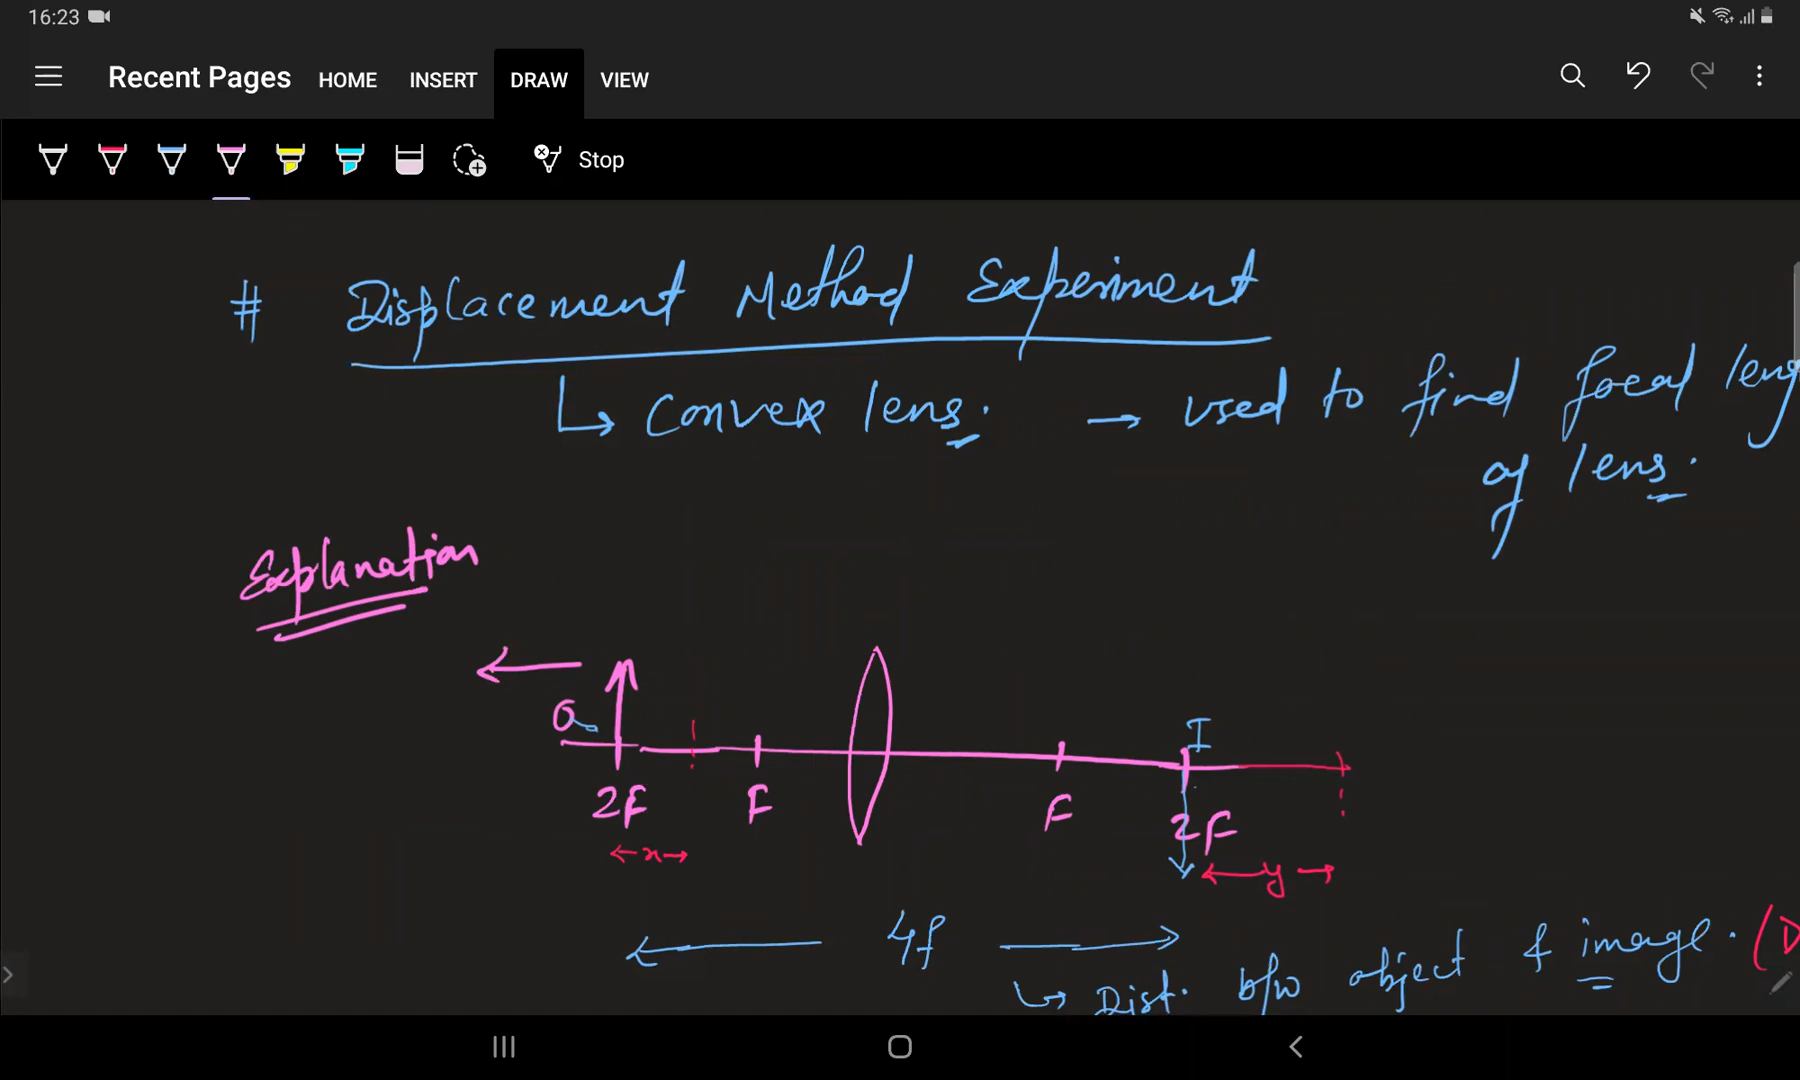 16:23
Recent Pages HOME INSERT DRAW VIEW
Stop
# Displacement Method Experiment
↳ Convex lens. → used to find focal leng
of lens.
Explanation
O
I
2F F F 2F
← x → ← y →
← 4f →
↳ Dist. b/w object & image. (D